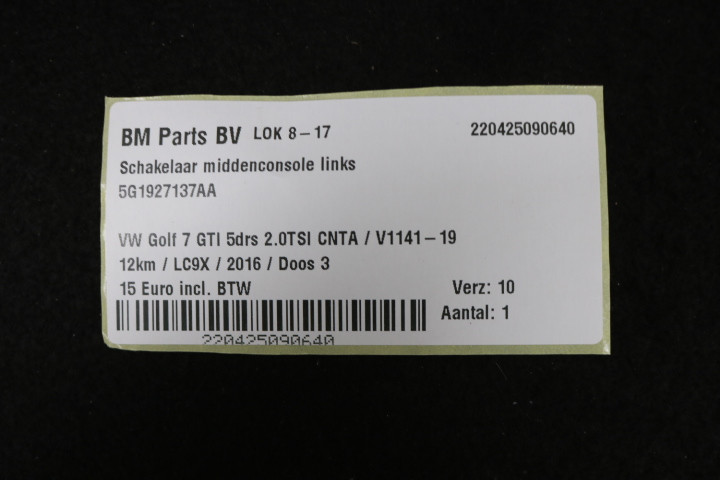 BM Parts BV LOK 8-17 220425090640
Schakelaar middenconsole links
5G1927137AA
VW Golf 7 GTI 5drs 2.0TSI CNTA / V1141-19
12km / LC9X / 2016 / Doos 3
15 Euro incl. BTW Verz: 10
Aantal: 1
220425090640